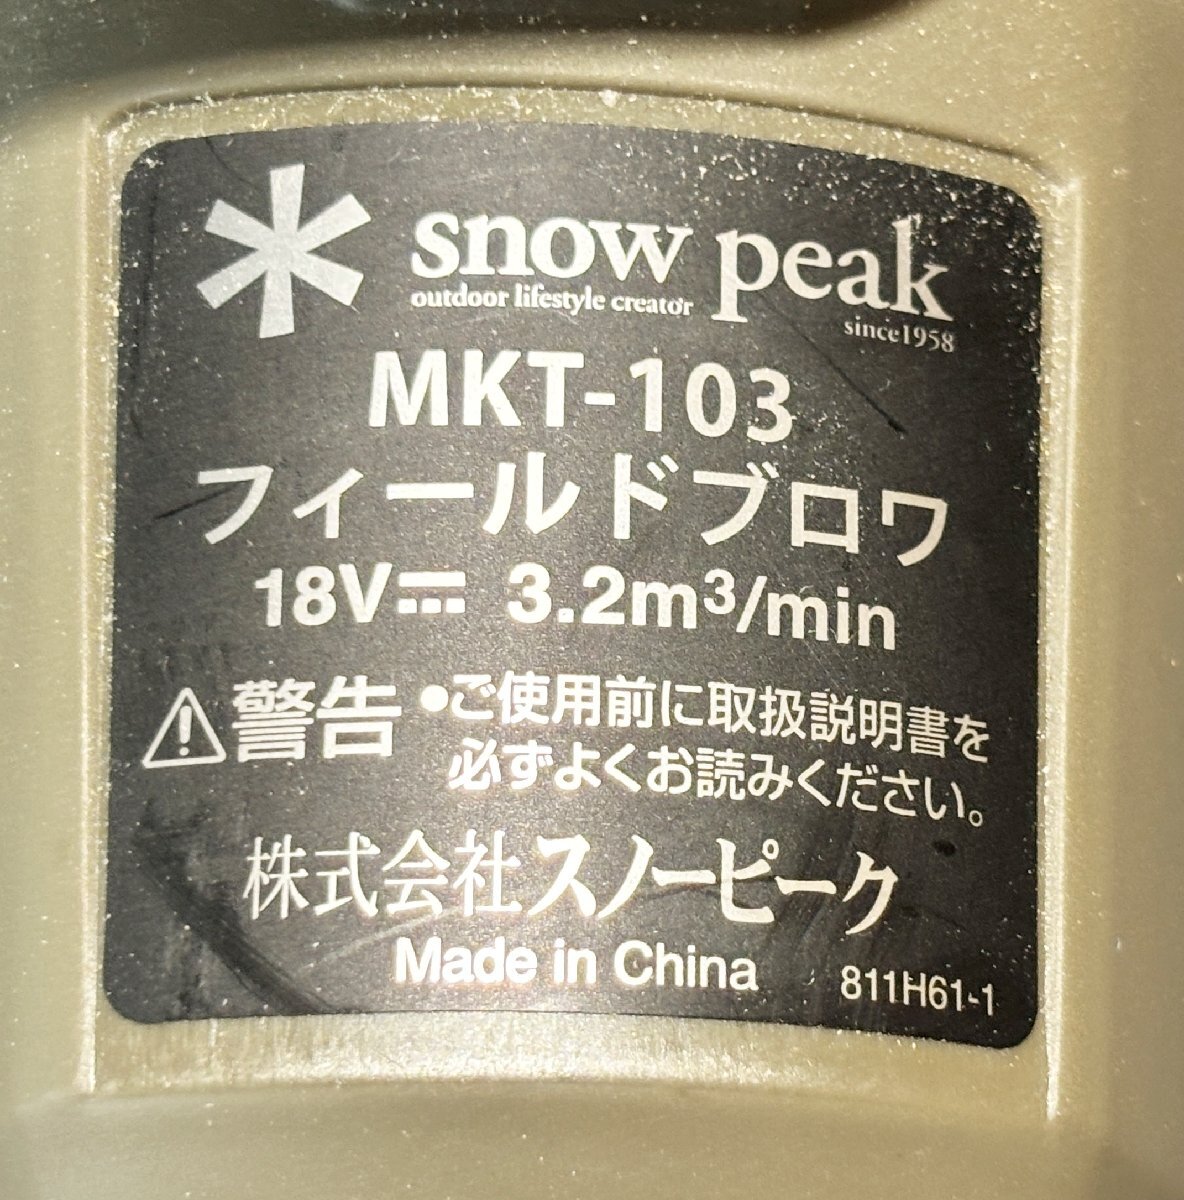 snow peak
outdoor lifestyle creator
since1958
MKT-103
フィールドブロワ
18V⎓ 3.2m³/min
⚠警告 •ご使用前に取扱説明書を
必ずよくお読みください。
株式会社スノーピーク
Made in China 811H61-1